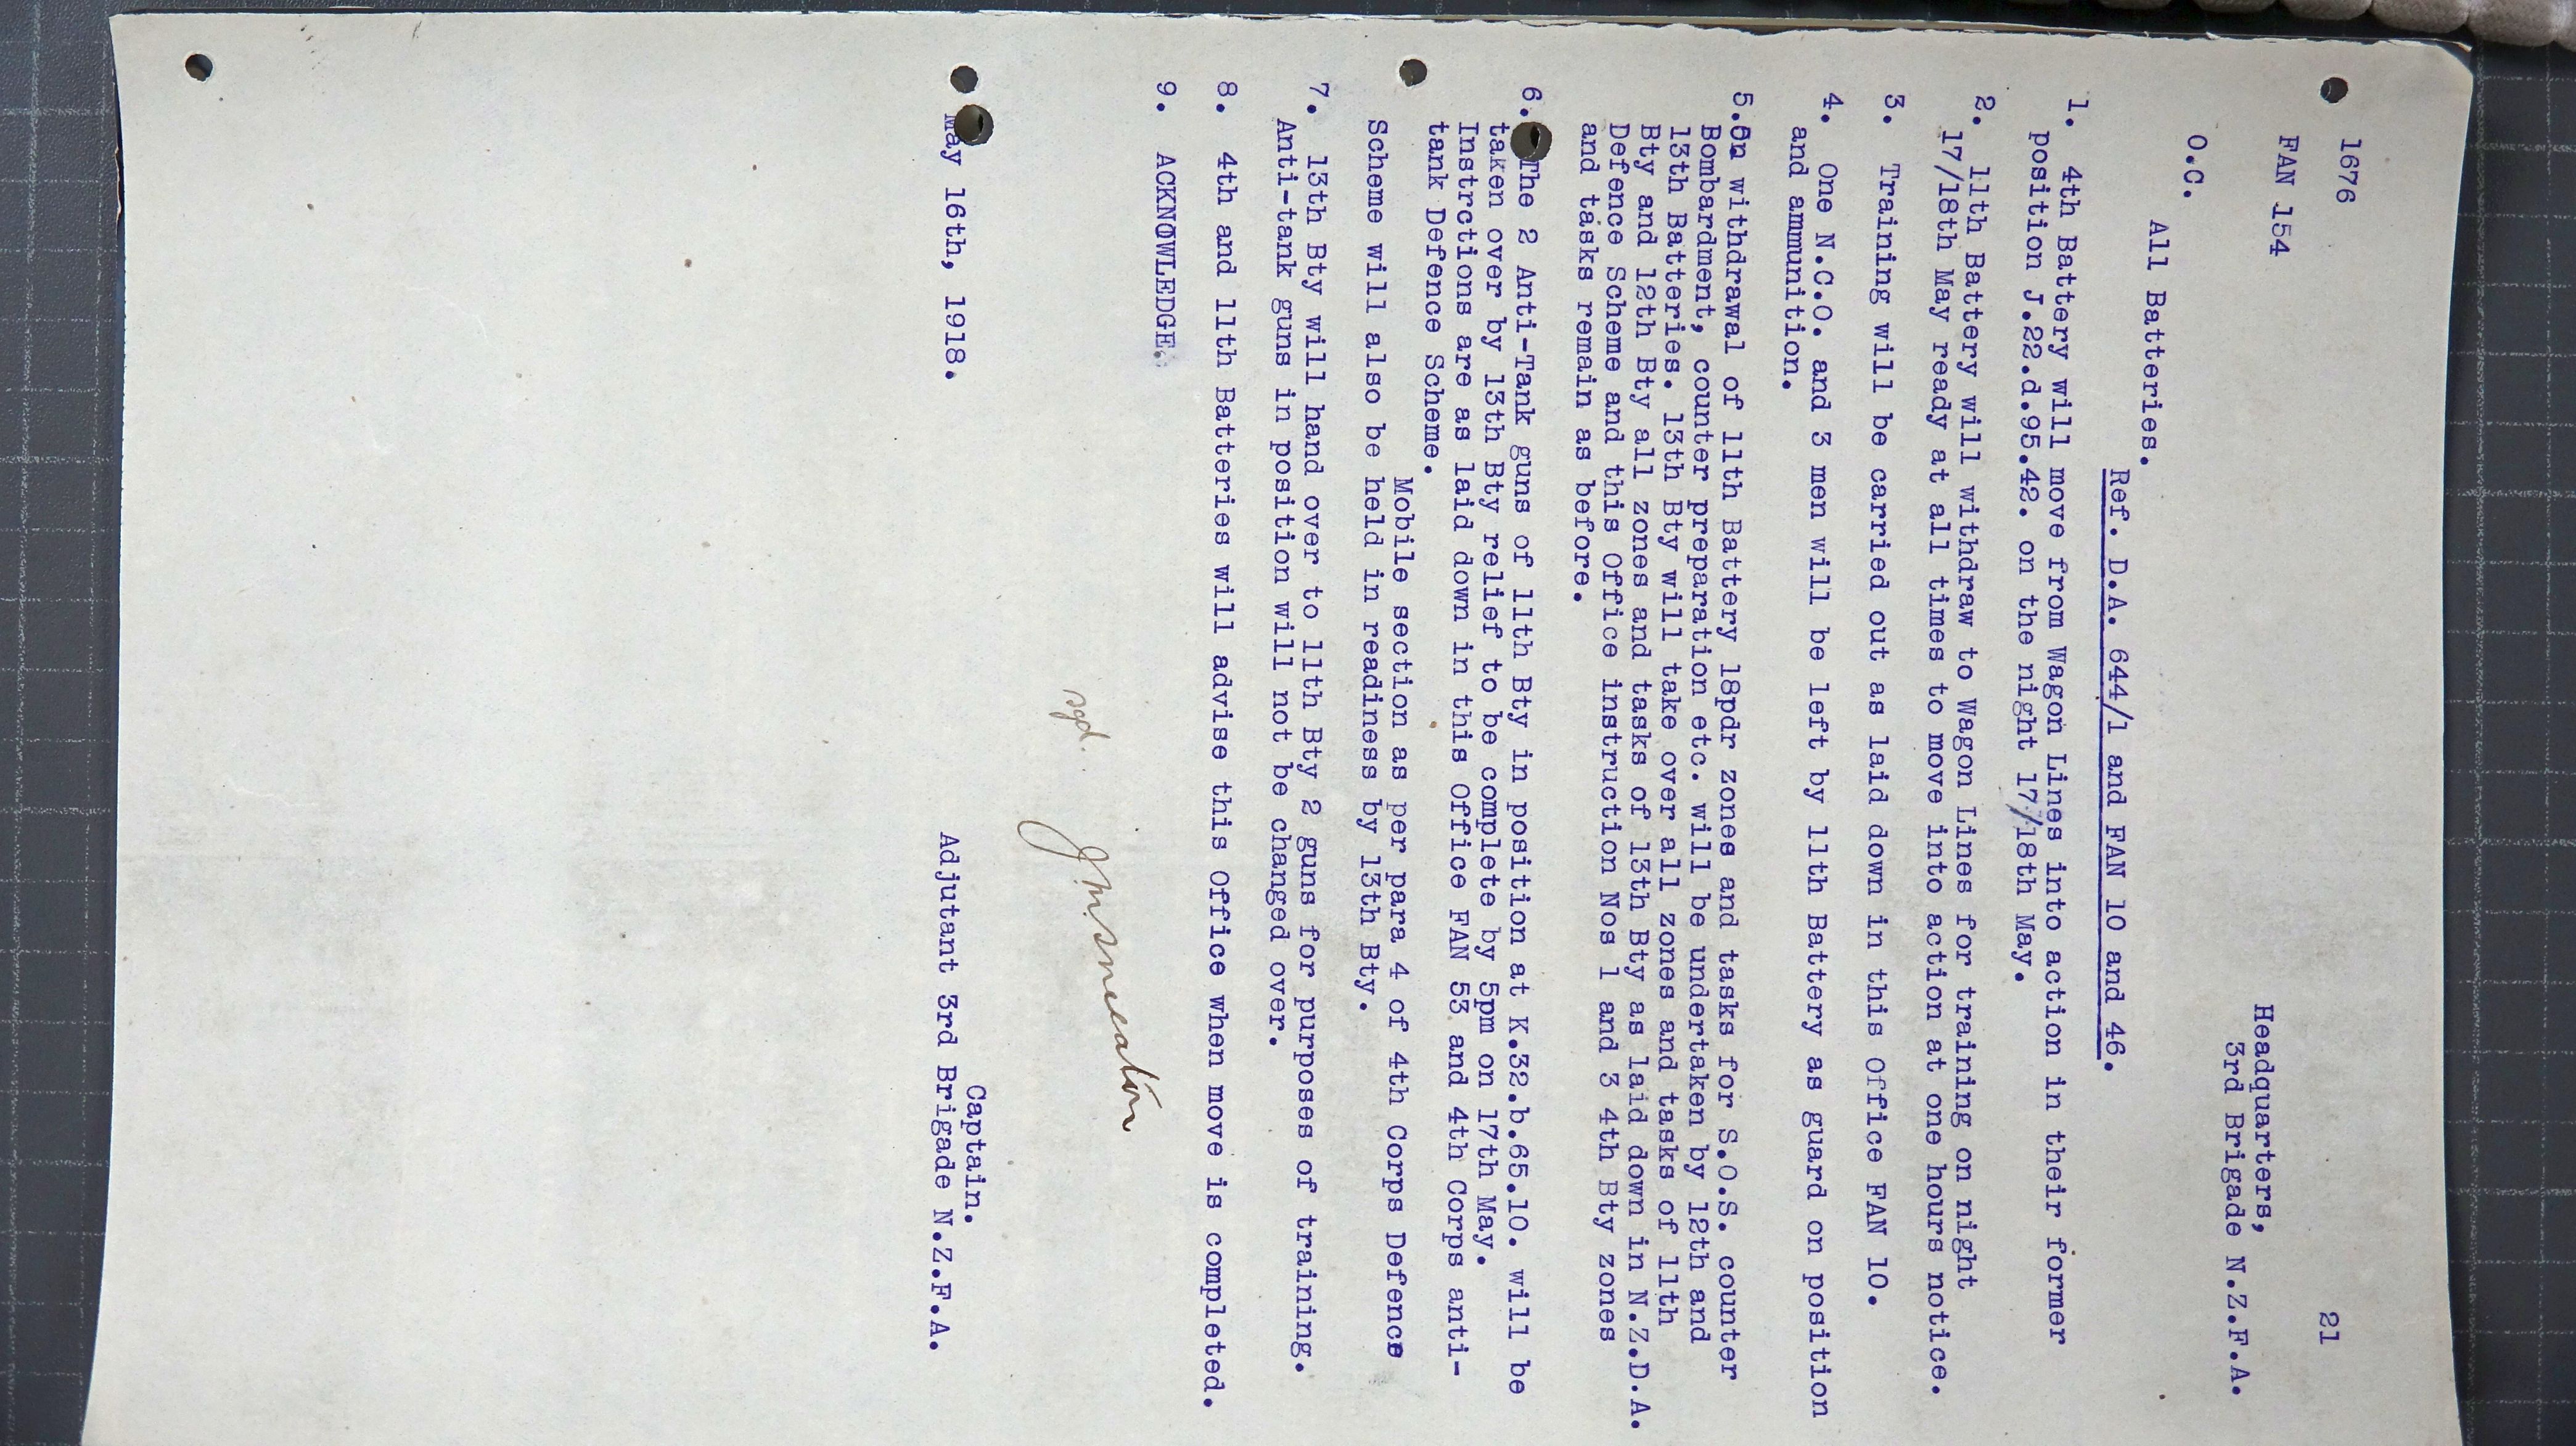 1676
21
FAN 154
Headquarters,
3rd Brigade N.Z.F.A.
O.C.
All Batteries.
Ref. D.A. 644/1 and FAN 10 and 46.
1. 4th Battery will move from Wagon Lines into action in their former
position J.22.d.95.42. on the night 17/18th May.
2. 11th Battery will withdraw to Wagon Lines for training on night
17/18th May ready at all times to move into action at one hours notice.
3. Training will be carried out as laid down in this Office FAN 10.
4. One N.C.O. and 3 men will be left by 11th Battery as guard on position
and ammunition.
5. On withdrawal of 11th Battery 18pdr zones and tasks for S.O.S. counter
Bombardment, counter preparation etc. will be undertaken by 12th and
13th Batteries. 13th Bty will take over all zones and tasks of 11th
Bty and 12th Bty all zones and tasks of 13th Bty as laid down in N.Z.D.A.
Defence Scheme and this Office instruction Nos 1 and 3 4th Bty zones
and tasks remain as before.
6. The 2 Anti-Tank guns of 11th Bty in position at K.32.b.65.10. will be
taken over by 13th Bty relief to be complete by 5pm on 17th May.
Instrctions are as laid down in this Office FAN 53 and 4th Corps anti-
tank Defence Scheme.
Mobile section as per para 4 of 4th Corps Defence
Scheme will also be held in readiness by 13th Bty.
7. 13th Bty will hand over to 11th Bty 2 guns for purposes of training.
Anti-tank guns in position will not be changed over.
8. 4th and 11th Batteries will advise this Office when move is completed.
9. ACKNOWLEDGE.
sgd. J.M. Smeaton
Captain.
May 16th, 1918.
Adjutant 3rd Brigade N.Z.F.A.